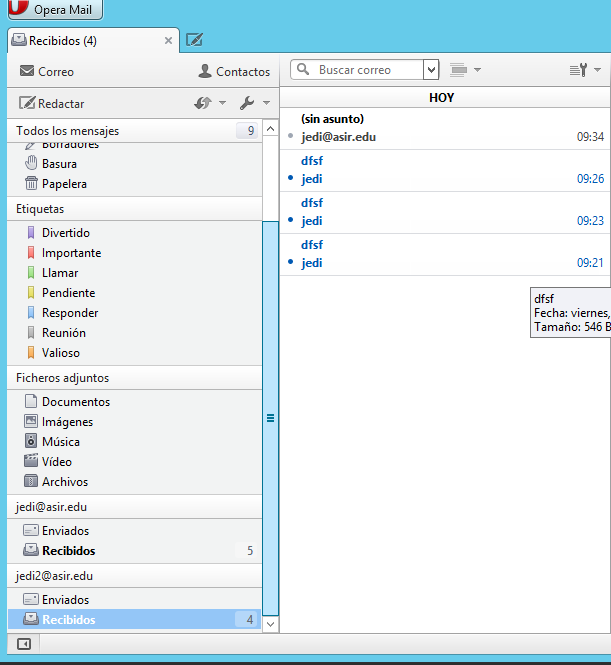 Opera Mail
Recibidos (4)
Correo
Contactos
Buscar correo
Redactar
HOY
Todos los mensajes 9
(sin asunto)
jedi@asir.edu 09:34
Borradores
Basura
Papelera
dfsf
jedi 09:26
Etiquetas
dfsf
jedi 09:23
Divertido
Importante
Llamar
Pendiente
Responder
Reunión
Valioso
dfsf
jedi 09:21
dfsf
Fecha: viernes,
Tamaño: 546 B
Ficheros adjuntos
Documentos
Imágenes
Música
Vídeo
Archivos
jedi@asir.edu
Enviados
Recibidos 5
jedi2@asir.edu
Enviados
Recibidos 4